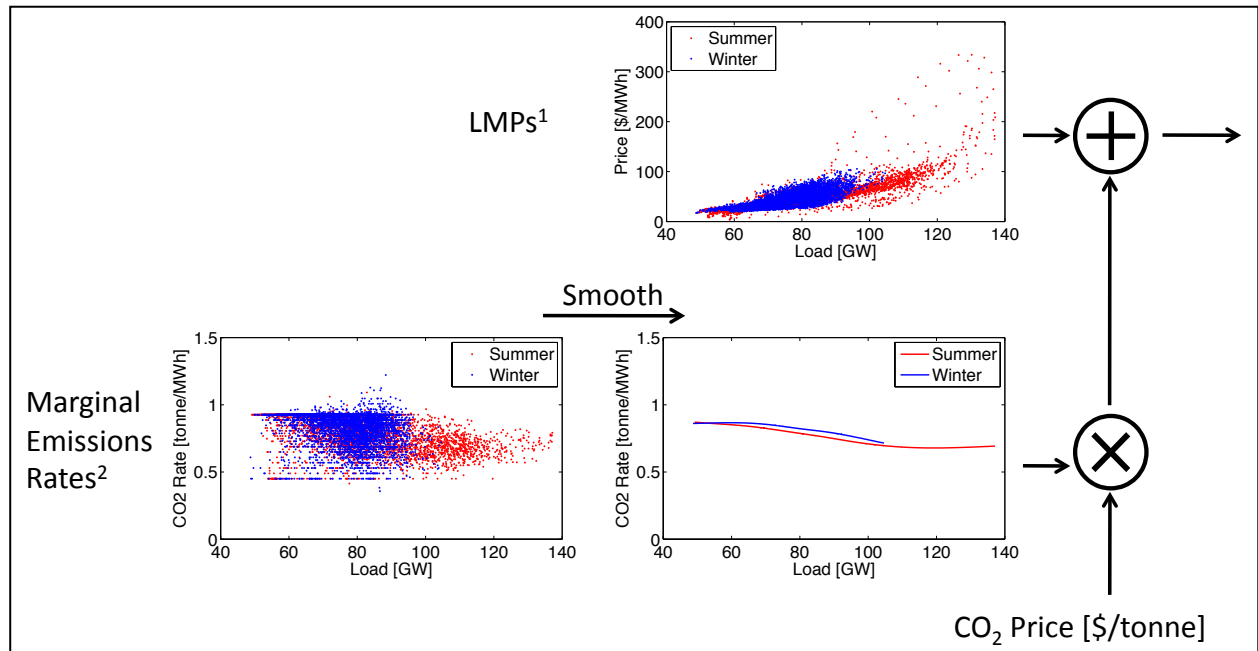 400
300
200
100
0
Price [$/MWh]
Summer
Winter
40 60 80 100 120 140
Load [GW]
LMPs¹
Smooth
Marginal
Emissions
Rates²
1.5
1
0.5
0
CO2 Rate [tonne/MWh]
Summer
Winter
40 60 80 100 120 140
Load [GW]
1.5
1
0.5
0
CO2 Rate [tonne/MWh]
Summer
Winter
40 60 80 100 120 140
Load [GW]
CO₂ Price [$/tonne]